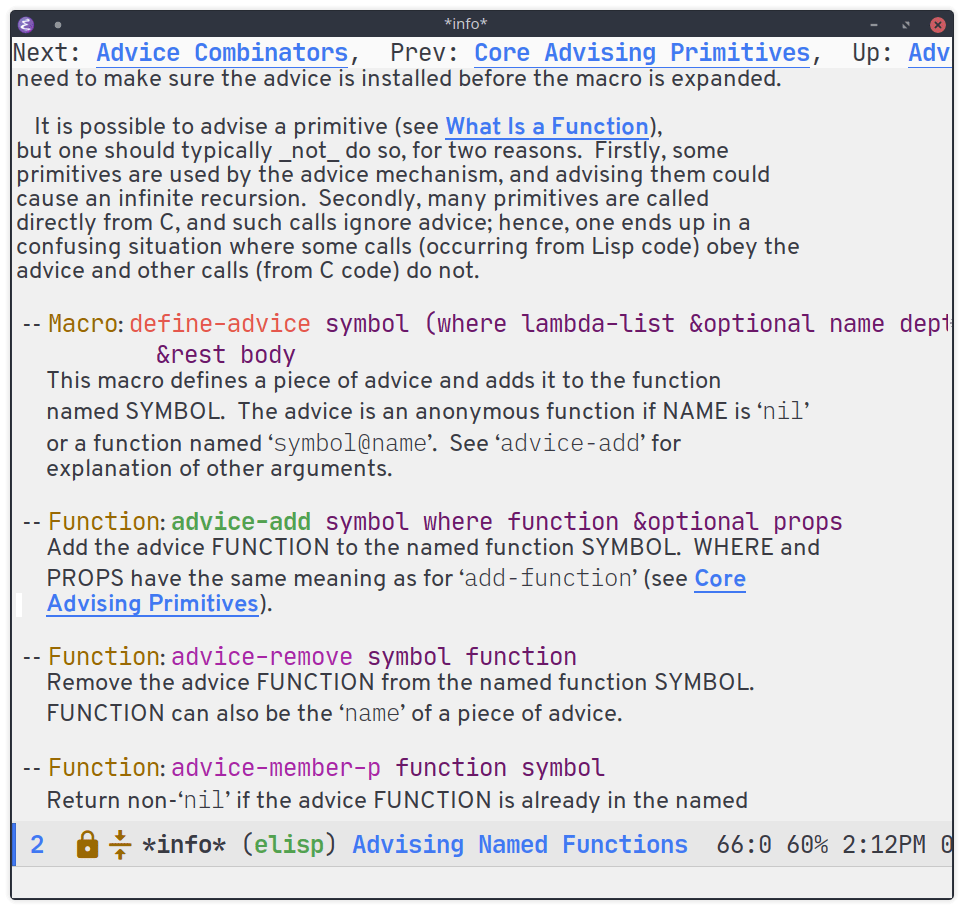 *info*
Next: Advice Combinators,  Prev: Core Advising Primitives,  Up: Adv
need to make sure the advice is installed before the macro is expanded.
It is possible to advise a primitive (see What Is a Function),
but one should typically _not_ do so, for two reasons.  Firstly, some
primitives are used by the advice mechanism, and advising them could
cause an infinite recursion.  Secondly, many primitives are called
directly from C, and such calls ignore advice; hence, one ends up in a
confusing situation where some calls (occurring from Lisp code) obey the
advice and other calls (from C code) do not.
-- Macro: define-advice symbol (where lambda-list &optional name dept
&rest body
This macro defines a piece of advice and adds it to the function
named SYMBOL.  The advice is an anonymous function if NAME is ‘nil’
or a function named ‘symbol@name’.  See ‘advice-add’ for
explanation of other arguments.
-- Function: advice-add symbol where function &optional props
Add the advice FUNCTION to the named function SYMBOL.  WHERE and
PROPS have the same meaning as for ‘add-function’ (see Core
Advising Primitives).
-- Function: advice-remove symbol function
Remove the advice FUNCTION from the named function SYMBOL.
FUNCTION can also be the ‘name’ of a piece of advice.
-- Function: advice-member-p function symbol
Return non-‘nil’ if the advice FUNCTION is already in the named
2 *info* (elisp) Advising Named Functions  66:0 60% 2:12PM 0